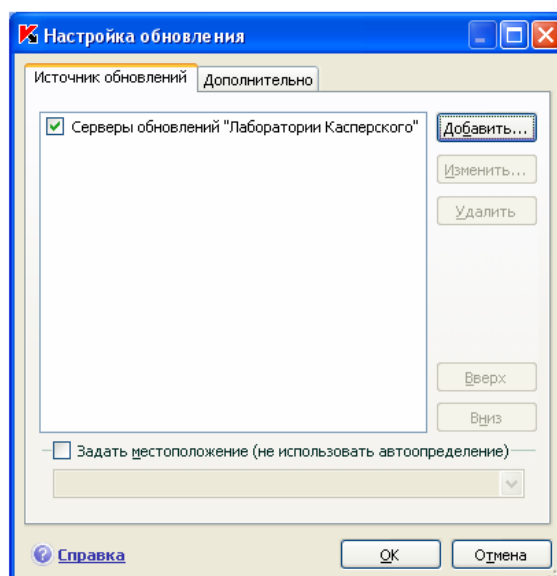 Настройка обновления
Источник обновлений
Дополнительно
Серверы обновлений "Лаборатории Касперского"
Добавить...
Изменить...
Удалить
Вверх
Вниз
Задать местоположение (не использовать автоопределение)
Справка
OK
Отмена